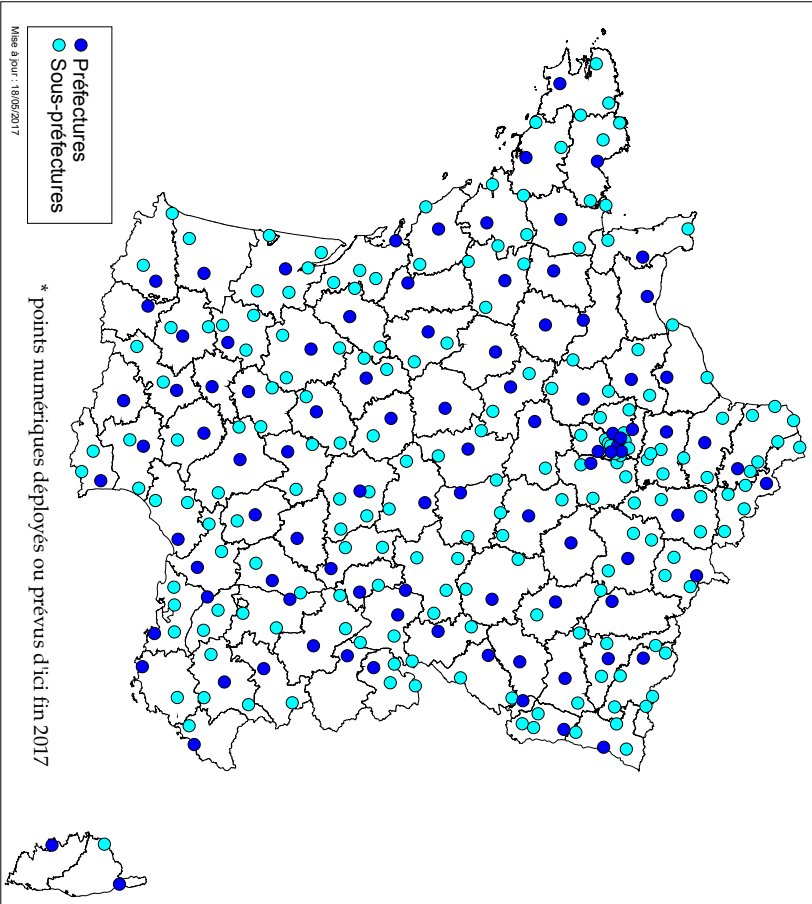 Préfectures
Sous-préfectures
Mise à jour : 18/05/2017
* points numériques déployés ou prévus d'ici fin 2017